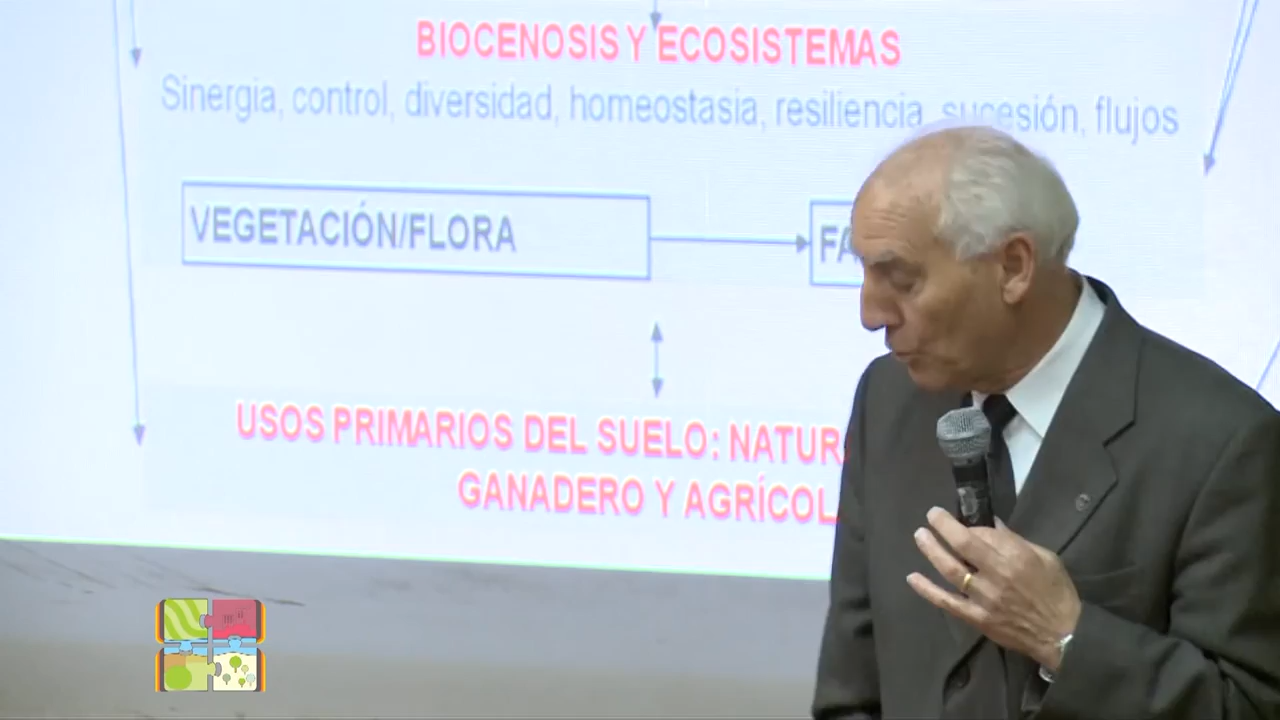 BIOCENOSIS Y ECOSISTEMAS
Sinergia, control, diversidad, homeostasia, resiliencia, sucesión, flujos
VEGETACIÓN/FLORA
USOS PRIMARIOS DEL SUELO:
GANADERO Y